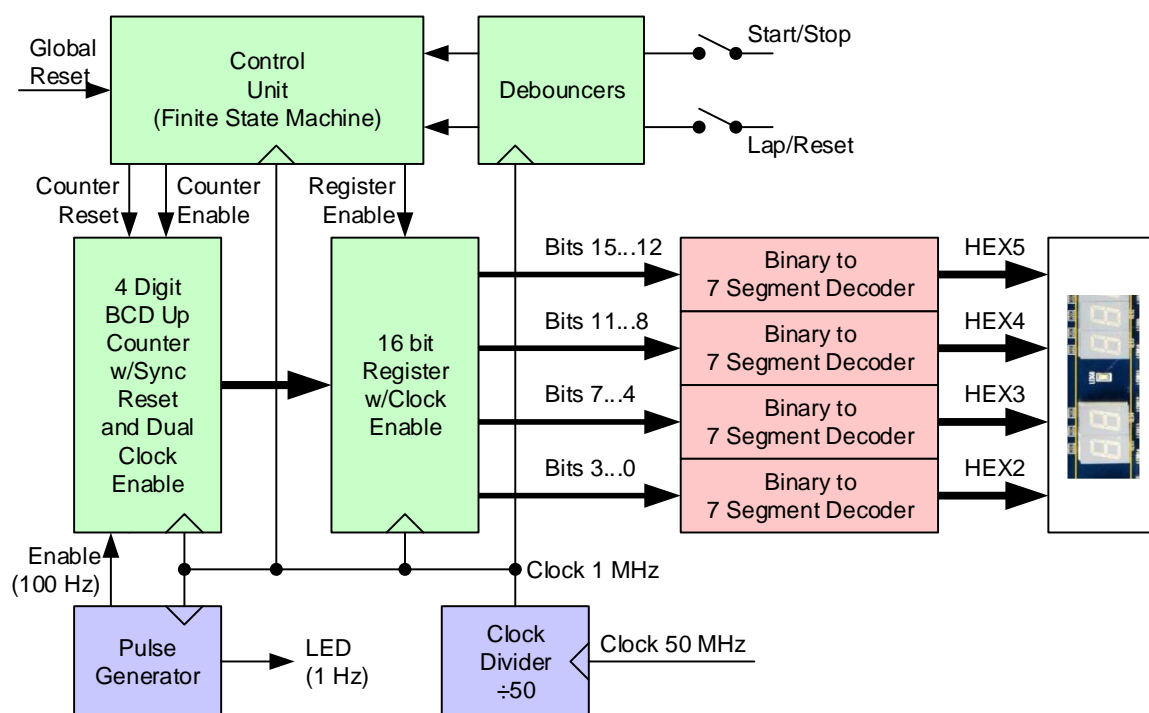 Global
Reset
Control
Unit
(Finite State Machine)
Debouncers
Start/Stop
Lap/Reset
Counter
Reset
Counter
Enable
Register
Enable
4 Digit
BCD Up
Counter
w/Sync
Reset
and Dual
Clock
Enable
16 bit
Register
w/Clock
Enable
Bits 15...12
Bits 11...8
Bits 7...4
Bits 3...0
Binary to
7 Segment Decoder
Binary to
7 Segment Decoder
Binary to
7 Segment Decoder
Binary to
7 Segment Decoder
HEX5
HEX4
HEX3
HEX2
Enable
(100 Hz)
Clock 1 MHz
Pulse
Generator
LED
(1 Hz)
Clock
Divider
÷50
Clock 50 MHz